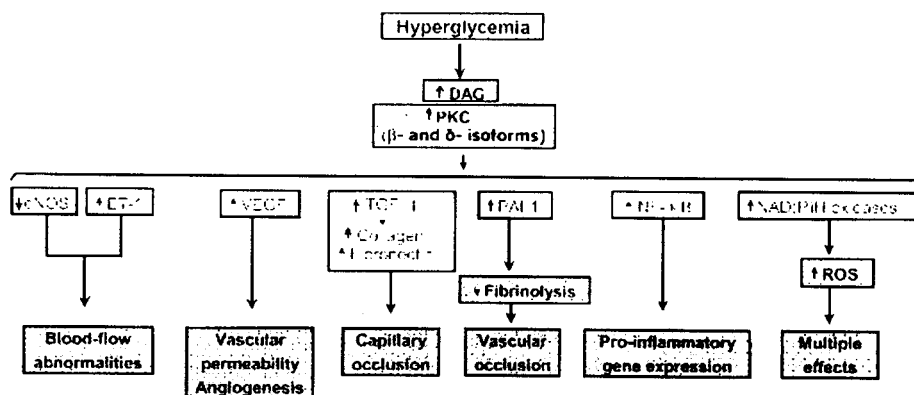 Hyperglycemia
↑ DAG
↑PKC
(β- and δ- isoforms)
↓eNOS
↑ET-1
↑VEGF
↑
↑ Collagen
↑Fibronectin
↑PAI-1
↑NF-κB
↑NAD(P)H oxidases
↓ Fibrinolysis
↑ ROS
Blood-flow
abnormalities
Vascular
permeability
Angiogenesis
Capillary
occlusion
Vascular
occlusion
Pro-inflammatory
gene expression
Multiple
effects